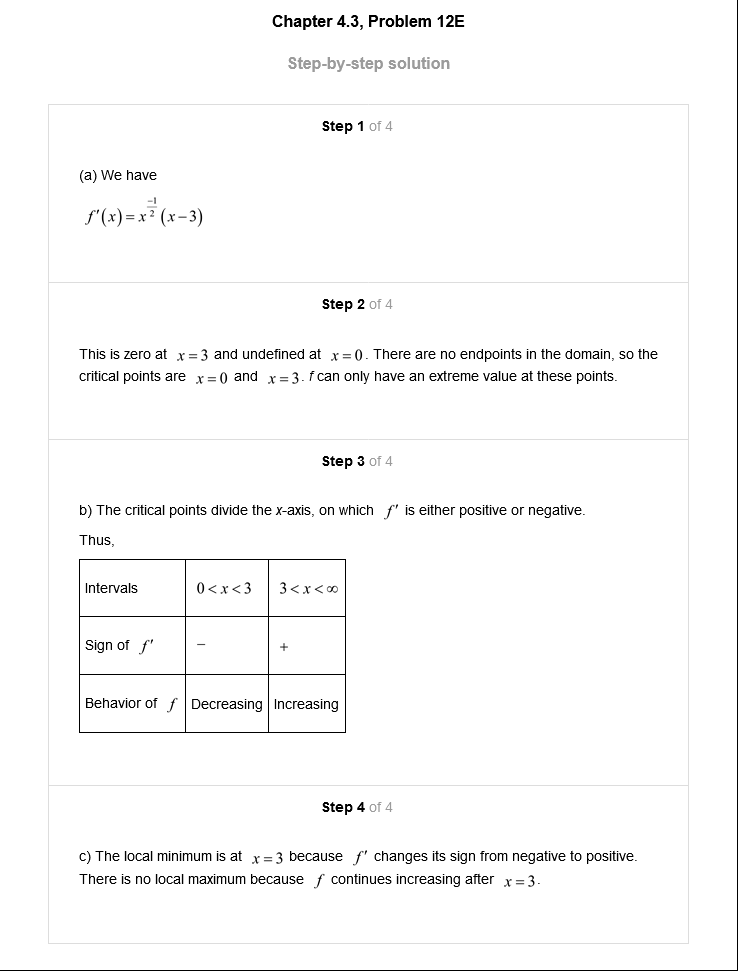 Chapter 4.3, Problem 12E
Step-by-step solution
Step 1 of 4
(a) We have
f′(x) = x^(-1/2) (x − 3)
Step 2 of 4
This is zero at x = 3 and undefined at x = 0. There are no endpoints in the domain, so the
critical points are x = 0 and x = 3. f can only have an extreme value at these points.
Step 3 of 4
b) The critical points divide the x-axis, on which f′ is either positive or negative.
Thus,
Intervals 0 < x < 3 3 < x < ∞
Sign of f′ − +
Behavior of f Decreasing Increasing
Step 4 of 4
c) The local minimum is at x = 3 because f′ changes its sign from negative to positive.
There is no local maximum because f continues increasing after x = 3.